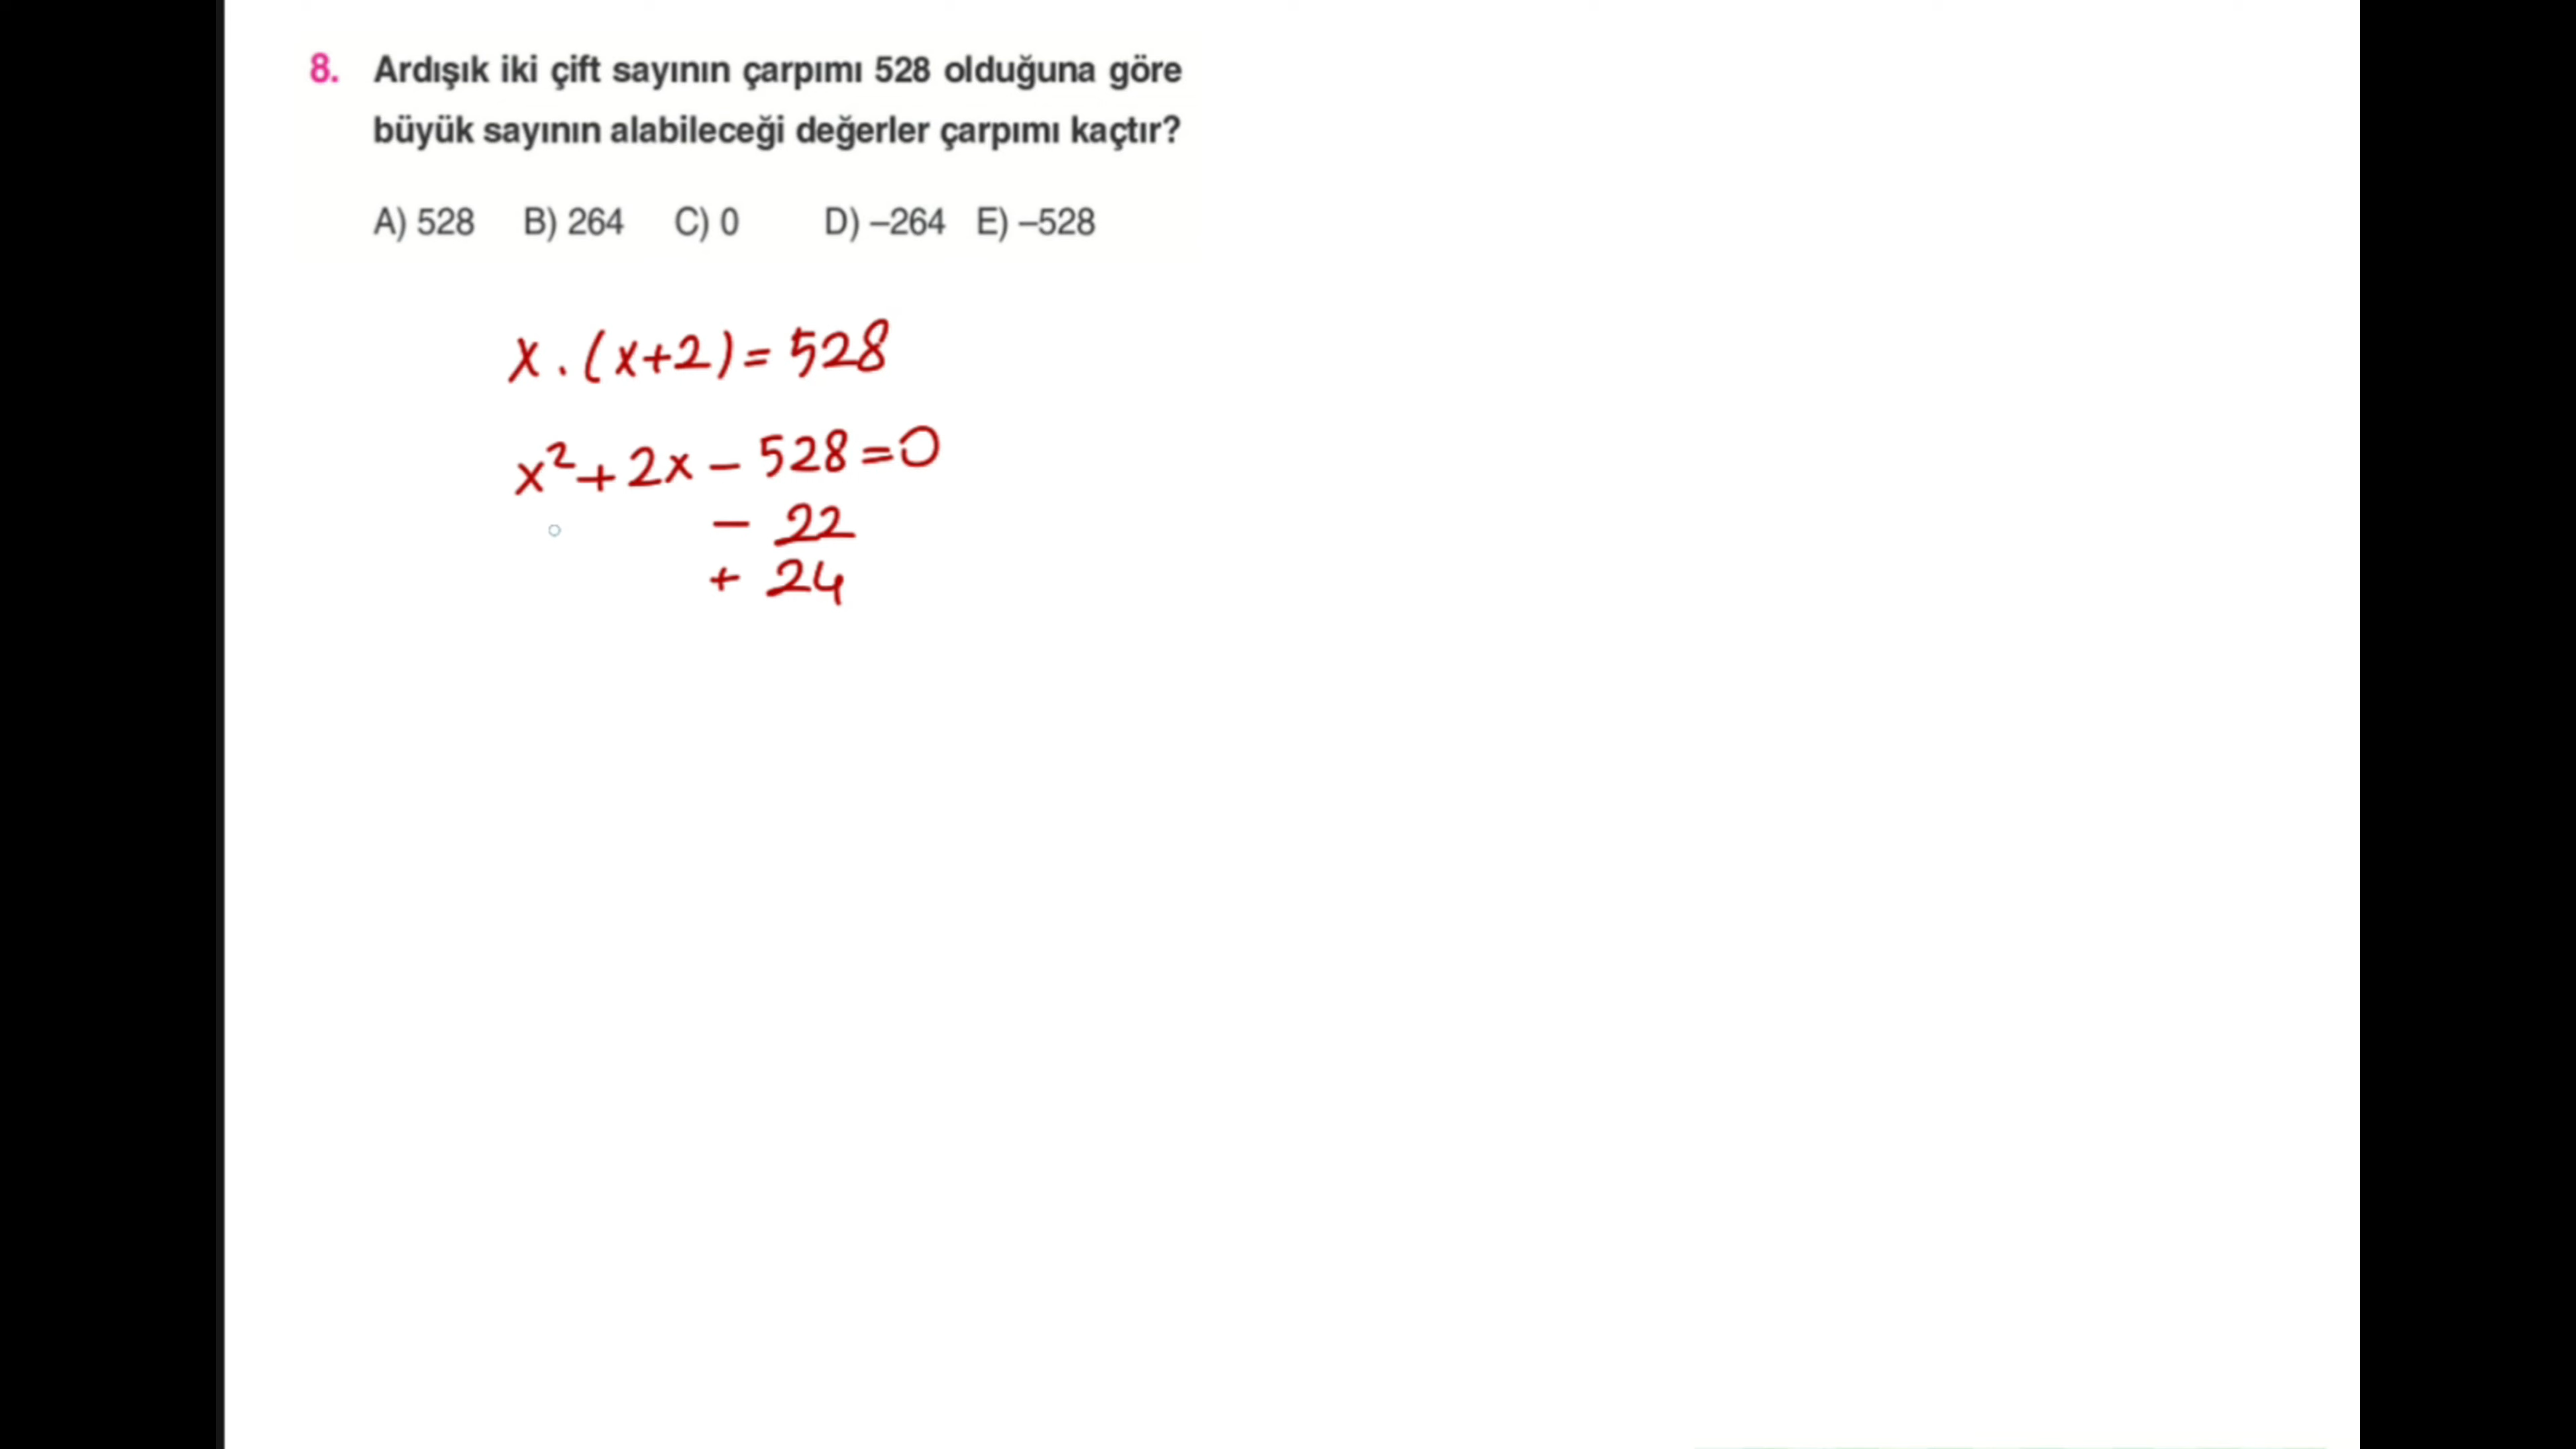 8. Ardışık iki çift sayının çarpımı 528 olduğuna göre
büyük sayının alabileceği değerler çarpımı kaçtır?
A) 528 B) 264 C) 0 D) –264 E) –528
x . (x+2) = 528
x² + 2x – 528 = 0
– 22
+ 24